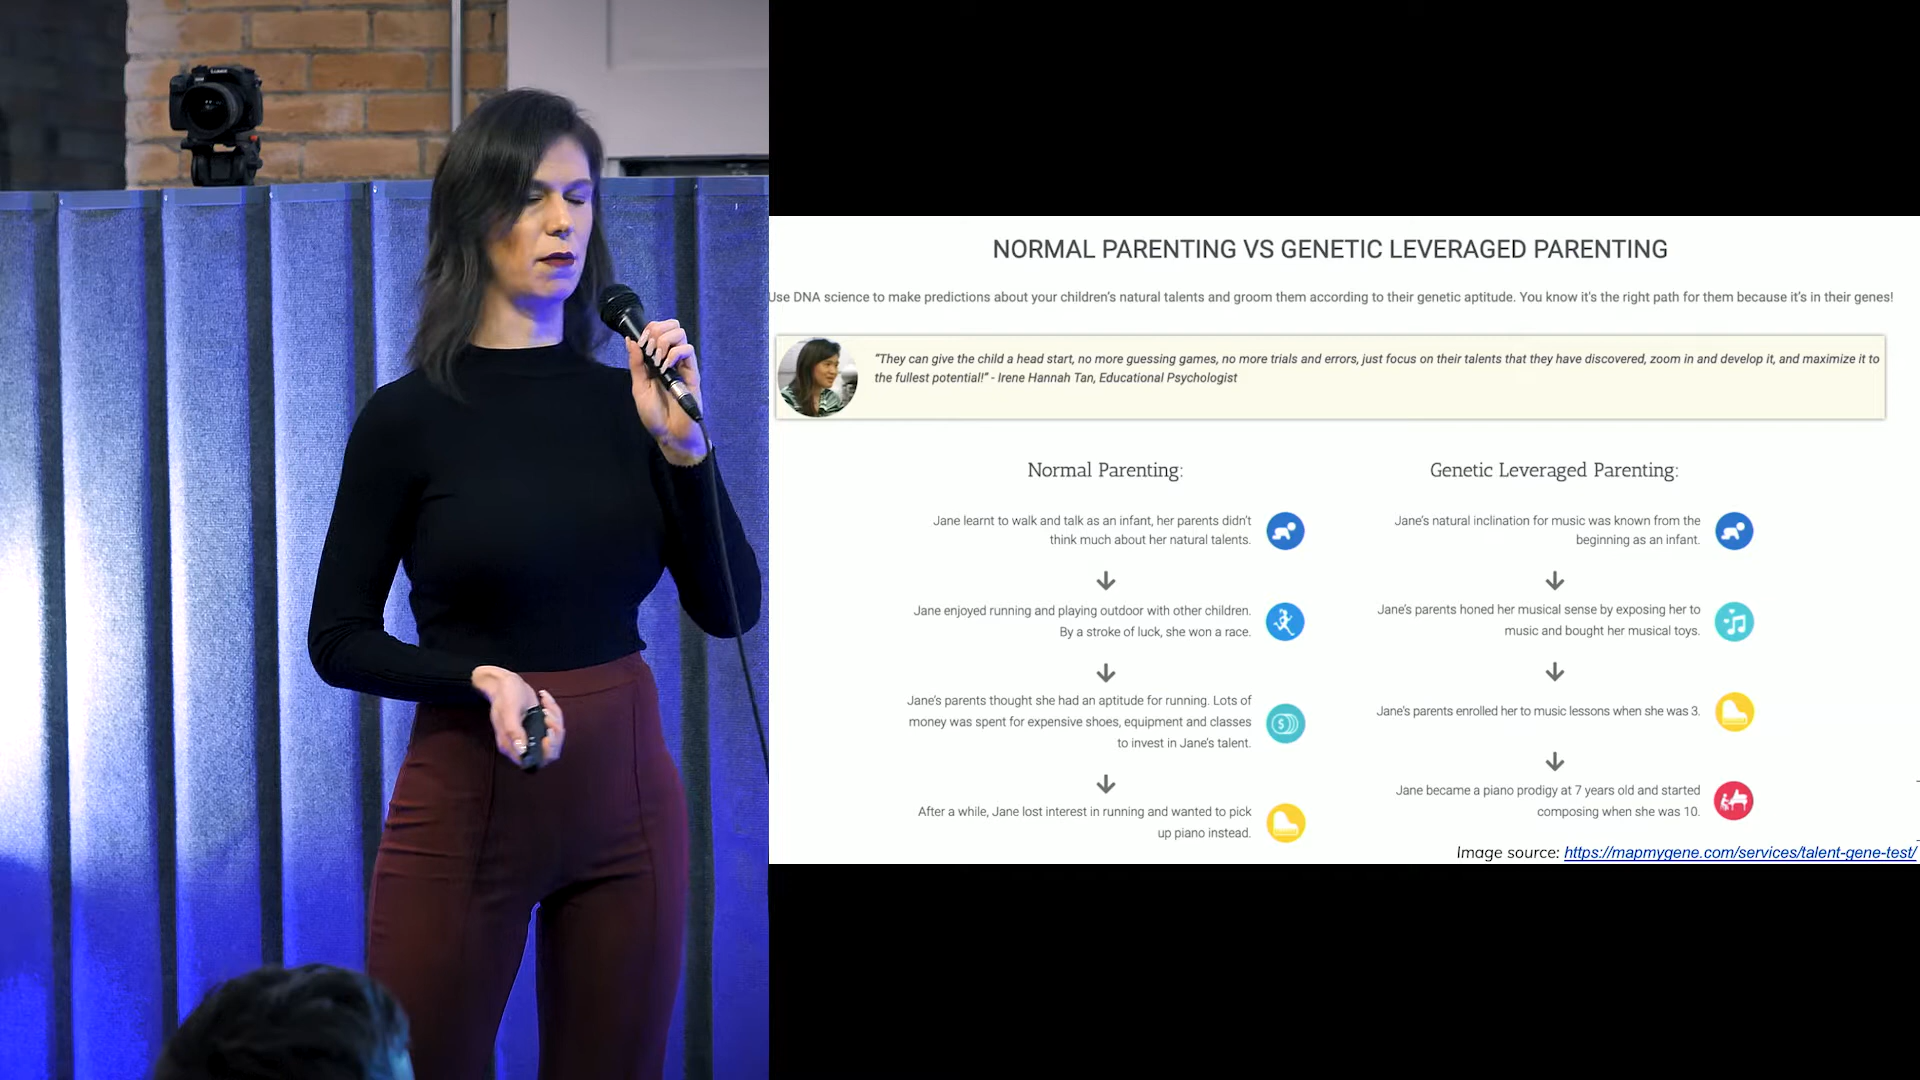 LUMIX
NORMAL PARENTING VS GENETIC LEVERAGED PARENTING
Use DNA science to make predictions about your children's natural talents and groom them according to their genetic aptitude. You know it's the right path for them because it's in their genes!
“They can give the child a head start, no more guessing games, no more trials and errors, just focus on their talents that they have discovered, zoom in and develop it, and maximize it to
the fullest potential!” - Irene Hannah Tan, Educational Psychologist
Normal Parenting:
Jane learnt to walk and talk as an infant, her parents didn't
think much about her natural talents.
Jane enjoyed running and playing outdoor with other children.
By a stroke of luck, she won a race.
Jane's parents thought she had an aptitude for running. Lots of
money was spent for expensive shoes, equipment and classes
to invest in Jane's talent.
After a while, Jane lost interest in running and wanted to pick
up piano instead.
Genetic Leveraged Parenting:
Jane's natural inclination for music was known from the
beginning as an infant.
Jane's parents honed her musical sense by exposing her to
music and bought her musical toys.
Jane's parents enrolled her to music lessons when she was 3.
Jane became a piano prodigy at 7 years old and started
composing when she was 10.
Image source: https://mapmygene.com/services/talent-gene-test/